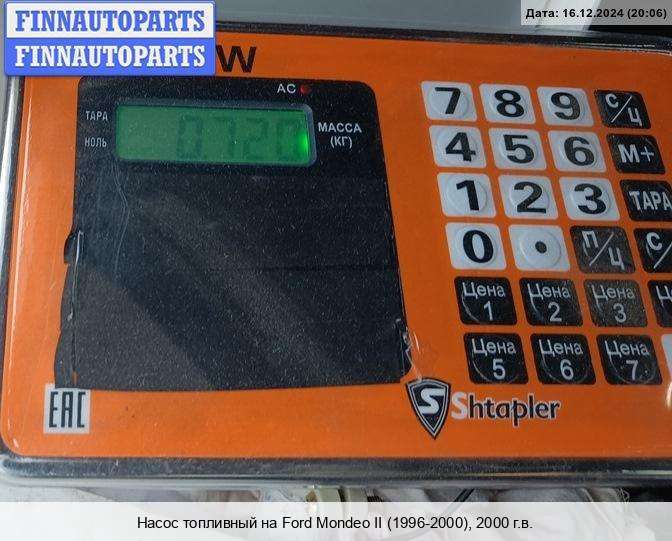 FINNAUTOPARTS
FINNAUTOPARTS
Дата: 16.12.2024 (20:06)
W
AC
ТАРА
НОЛЬ
0.720
МАССА
(КГ)
7 8 9 С/Ц
4 5 6 М+
1 2 3 ТАРА
0 . П/Ц С/
Цена 1 Цена 2 Цена 3
Цена 5 Цена 6 Цена 7
EAC
S Shtapler
Насос топливный на Ford Mondeo II (1996-2000), 2000 г.в.